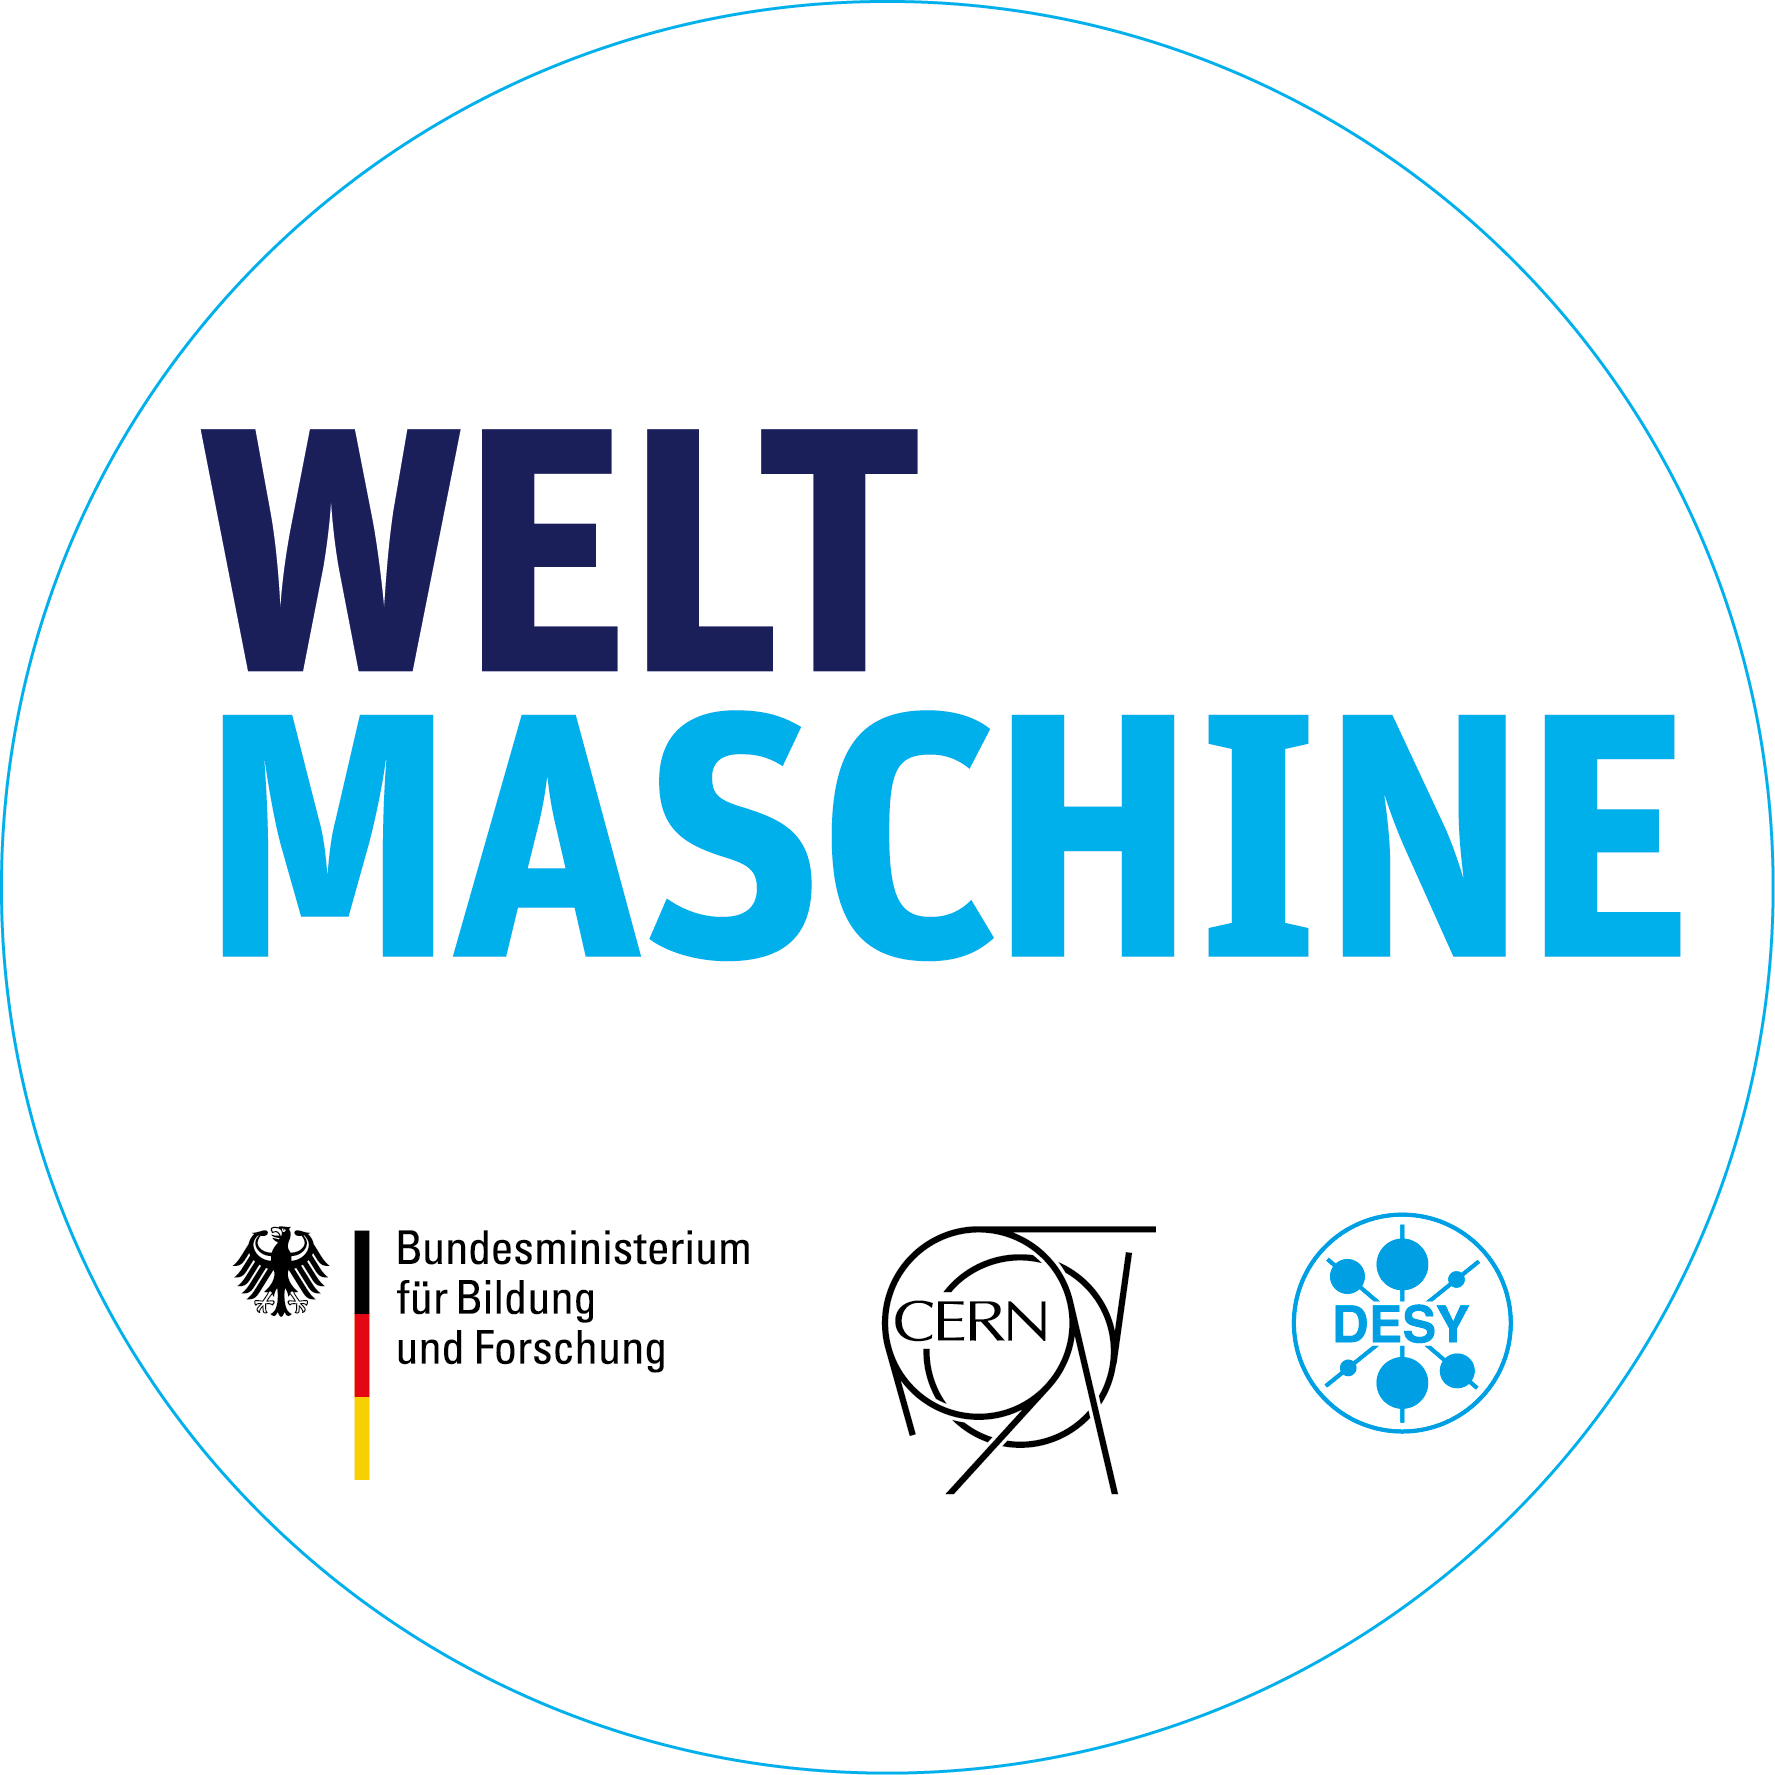 WELT
MASCHINE
Bundesministerium
für Bildung
und Forschung
CERN
DESY